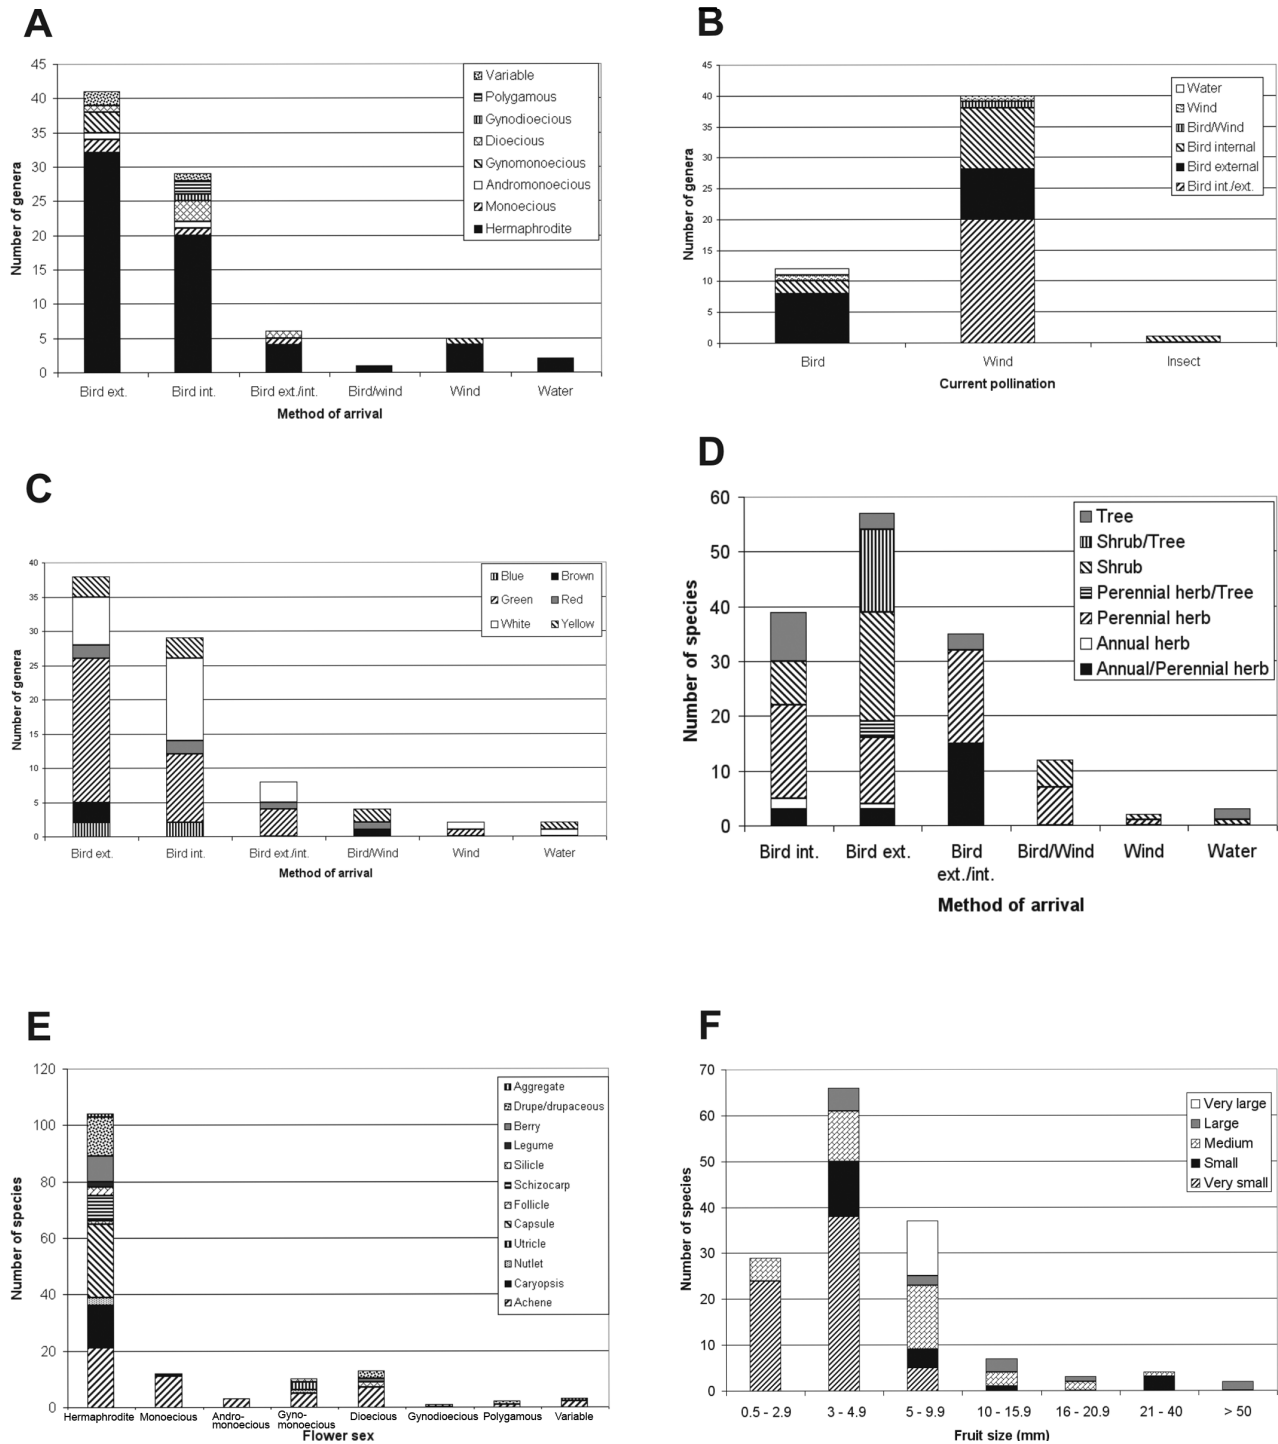 A
45
40
35
30
25
20
15
10
5
0
Number of genera
Variable
Polygamous
Gynodioecious
Dioecious
Gynomonoecious
Andromonoecious
Monoecious
Hermaphrodite
Bird ext. Bird int. Bird ext./int. Bird/wind Wind Water
Method of arrival
B
45
40
35
30
25
20
15
10
5
0
Number of genera
Water
Wind
Bird/Wind
Bird internal
Bird external
Bird int./ext.
Bird Wind Insect
Current pollination
C
40
35
30
25
20
15
10
5
0
Number of genera
Blue Brown
Green Red
White Yellow
Bird ext. Bird int. Bird ext./int. Bird/Wind Wind Water
Method of arrival
D
60
50
40
30
20
10
0
Number of species
Tree
Shrub/Tree
Shrub
Perennial herb/Tree
Perennial herb
Annual herb
Annual/Perennial herb
Bird int. Bird ext. Bird Bird/Wind Wind Water
ext./int.
Method of arrival
E
120
100
80
60
40
20
0
Number of species
Aggregate
Drupe/drupaceous
Berry
Legume
Silicle
Schizocarp
Follicle
Capsule
Utricle
Nutlet
Caryopsis
Achene
Hermaphrodite Monoecious Andro- Gyno- Dioecious Gynodioecious Polygamous Variable
monoecious monoecious
Flower sex
F
70
60
50
40
30
20
10
0
Number of species
Very large
Large
Medium
Small
Very small
0.5 - 2.9 3 - 4.9 5 - 9.9 10 - 15.9 16 - 20.9 21 - 40 > 50
Fruit size (mm)